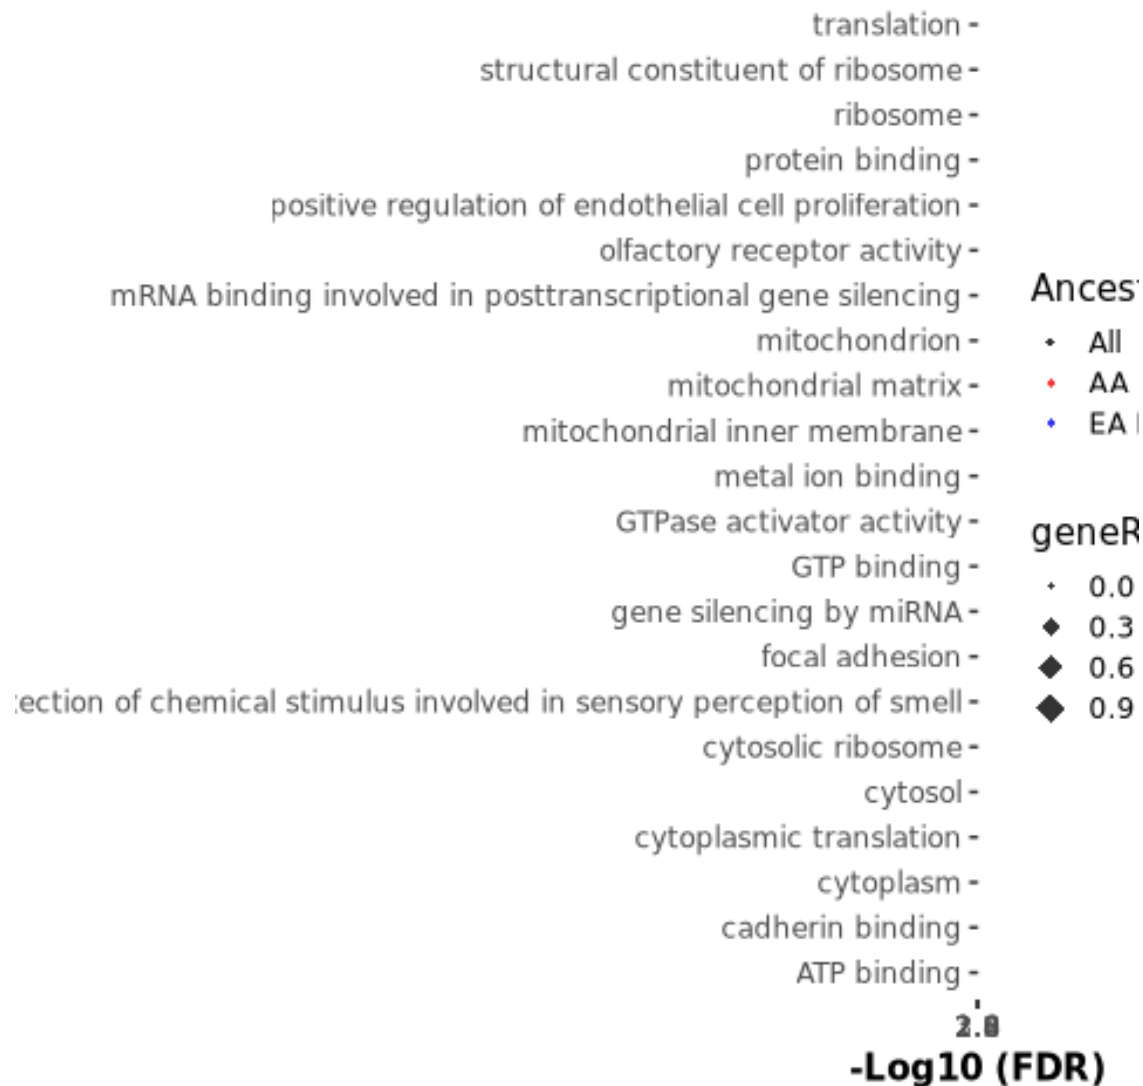 translation
structural constituent of ribosome
ribosome
protein binding
positive regulation of endothelial cell proliferation
olfactory receptor activity
mRNA binding involved in posttranscriptional gene silencing
mitochondrion
mitochondrial matrix
mitochondrial inner membrane
metal ion binding
GTPase activator activity
GTP binding
gene silencing by miRNA
focal adhesion
ection of chemical stimulus involved in sensory perception of smell
cytosolic ribosome
cytosol
cytoplasmic translation
cytoplasm
cadherin binding
ATP binding
-Log10 (FDR)
Ances
All
AA
EA
geneR
0.0
0.3
0.6
0.9